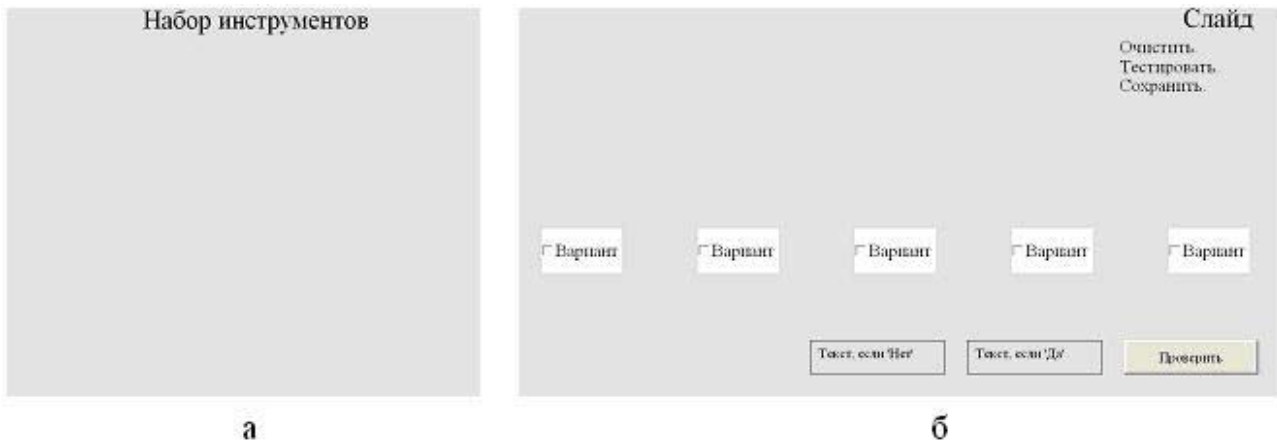 Набор инструментов
Слайд
Очистить.
Тестировать.
Сохранить.
Вариант
Вариант
Вариант
Вариант
Вариант
Текст, если 'Нет'
Текст, если 'Да'
Проверить
а
б